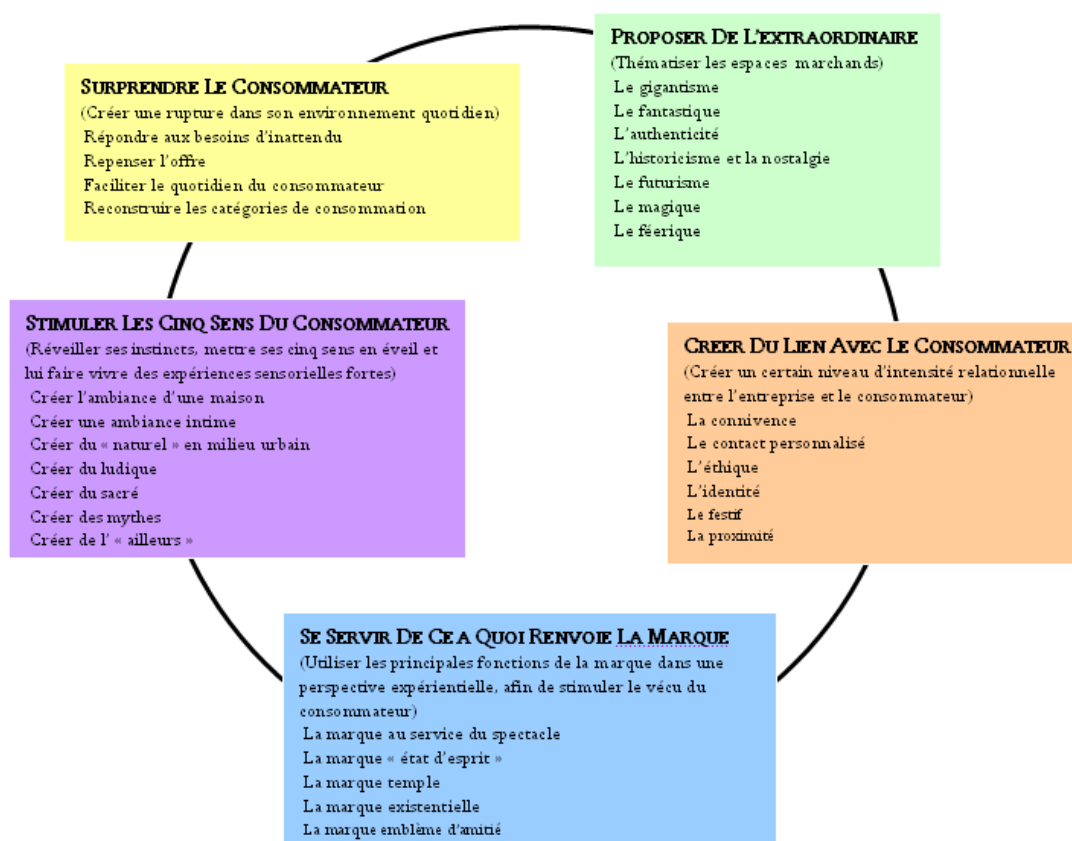 SURPRENDRE LE CONSOMMATEUR
(Créer une rupture dans son environnement quotidien)
Répondre aux besoins d'inattendu
Repenser l'offre
Faciliter le quotidien du consommateur
Reconstruire les catégories de consommation
PROPOSER DE L'EXTRAORDINAIRE
(Thématiser les espaces marchands)
Le gigantisme
Le fantastique
L'authenticité
L'historicisme et la nostalgie
Le futurisme
Le magique
Le féerique
STIMULER LES CINQ SENS DU CONSOMMATEUR
(Réveiller ses instincts, mettre ses cinq sens en éveil et
lui faire vivre des expériences sensorielles fortes)
Créer l'ambiance d'une maison
Créer une ambiance intime
Créer du « naturel » en milieu urbain
Créer du ludique
Créer du sacré
Créer des mythes
Créer de l' « ailleurs »
CREER DU LIEN AVEC LE CONSOMMATEUR
(Créer un certain niveau d'intensité relationnelle
entre l'entreprise et le consommateur)
La connivence
Le contact personnalisé
L'éthique
L'identité
Le festif
La proximité
SE SERVIR DE CE A QUOI RENVOIE LA MARQUE
(Utiliser les principales fonctions de la marque dans une
perspective expérientielle, afin de stimuler le vécu du
consommateur)
La marque au service du spectacle
La marque « état d'esprit »
La marque temple
La marque existentielle
La marque emblème d'amitié